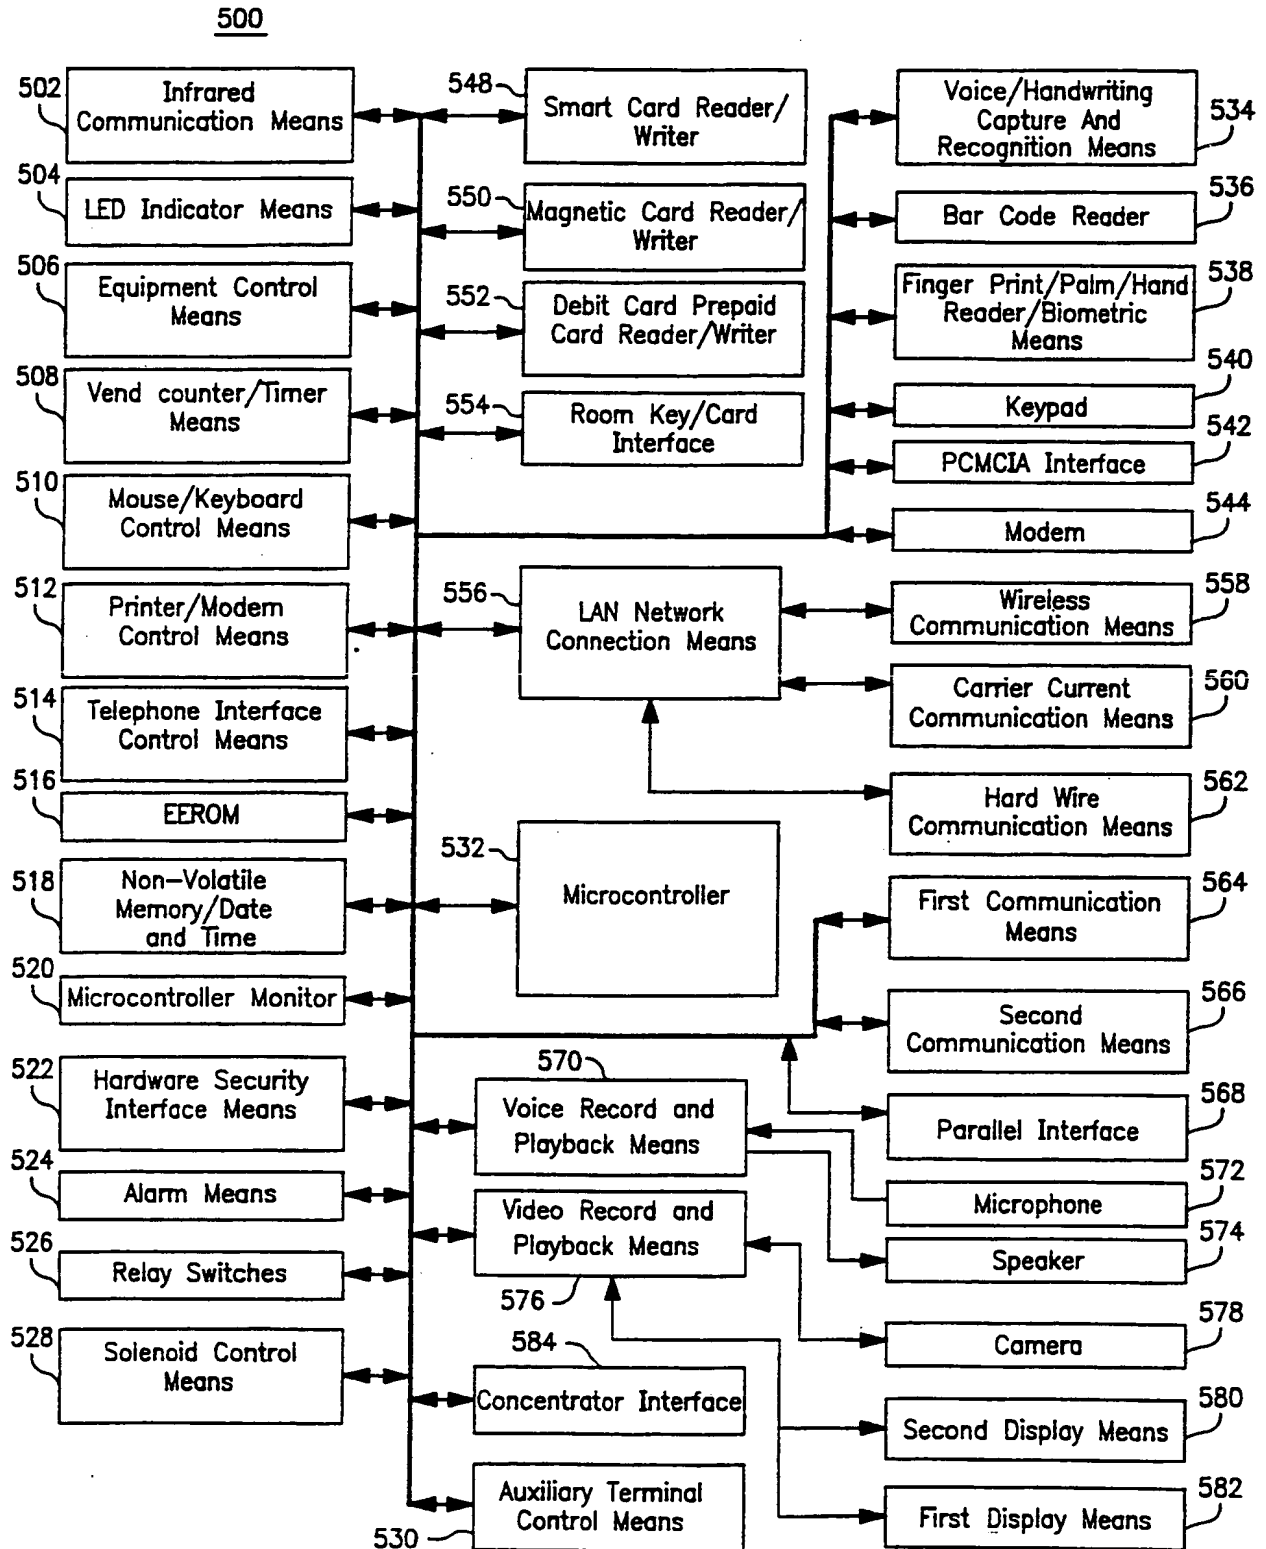 500
502
Infrared
Communication Means
504
LED Indicator Means
506
Equipment Control
Means
508
Vend counter/Timer
Means
510
Mouse/Keyboard
Control Means
512
Printer/Modem
Control Means
514
Telephone Interface
Control Means
516
EEROM
518
Non-Volatile
Memory/Date
and Time
520
Microcontroller Monitor
522
Hardware Security
Interface Means
524
Alarm Means
526
Relay Switches
528
Solenoid Control
Means
548
Smart Card Reader/
Writer
550
Magnetic Card Reader/
Writer
552
Debit Card Prepaid
Card Reader/Writer
554
Room Key/Card
Interface
556
LAN Network
Connection Means
532
Microcontroller
570
Voice Record and
Playback Means
Video Record and
Playback Means
576
584
Concentrator Interface
Auxiliary Terminal
Control Means
530
Voice/Handwriting
Capture And
Recognition Means
534
Bar Code Reader
536
Finger Print/Palm/Hand
Reader/Biometric
Means
538
Keypad
540
PCMCIA Interface
542
Modem
544
Wireless
Communication Means
558
Carrier Current
Communication Means
560
Hard Wire
Communication Means
562
First Communication
Means
564
Second
Communication Means
566
Parallel Interface
568
Microphone
572
Speaker
574
Camera
578
Second Display Means
580
First Display Means
582